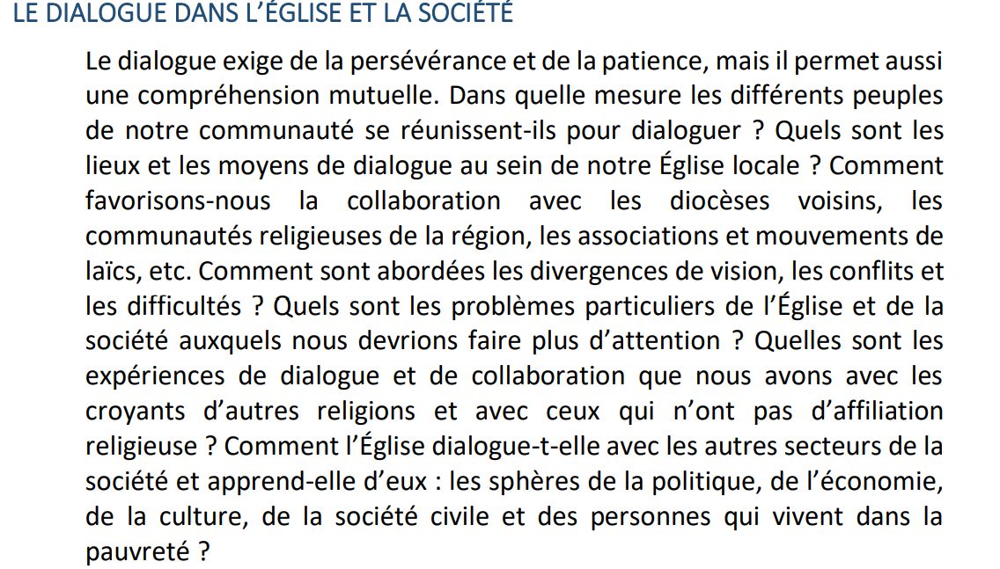 LE DIALOGUE DANS L’ÉGLISE ET LA SOCIÉTÉ
Le dialogue exige de la persévérance et de la patience, mais il permet aussi
une compréhension mutuelle. Dans quelle mesure les différents peuples
de notre communauté se réunissent-ils pour dialoguer ? Quels sont les
lieux et les moyens de dialogue au sein de notre Église locale ? Comment
favorisons-nous la collaboration avec les diocèses voisins, les
communautés religieuses de la région, les associations et mouvements de
laïcs, etc. Comment sont abordées les divergences de vision, les conflits et
les difficultés ? Quels sont les problèmes particuliers de l’Église et de la
société auxquels nous devrions faire plus d’attention ? Quelles sont les
expériences de dialogue et de collaboration que nous avons avec les
croyants d’autres religions et avec ceux qui n’ont pas d’affiliation
religieuse ? Comment l’Église dialogue-t-elle avec les autres secteurs de la
société et apprend-elle d’eux : les sphères de la politique, de l’économie,
de la culture, de la société civile et des personnes qui vivent dans la
pauvreté ?